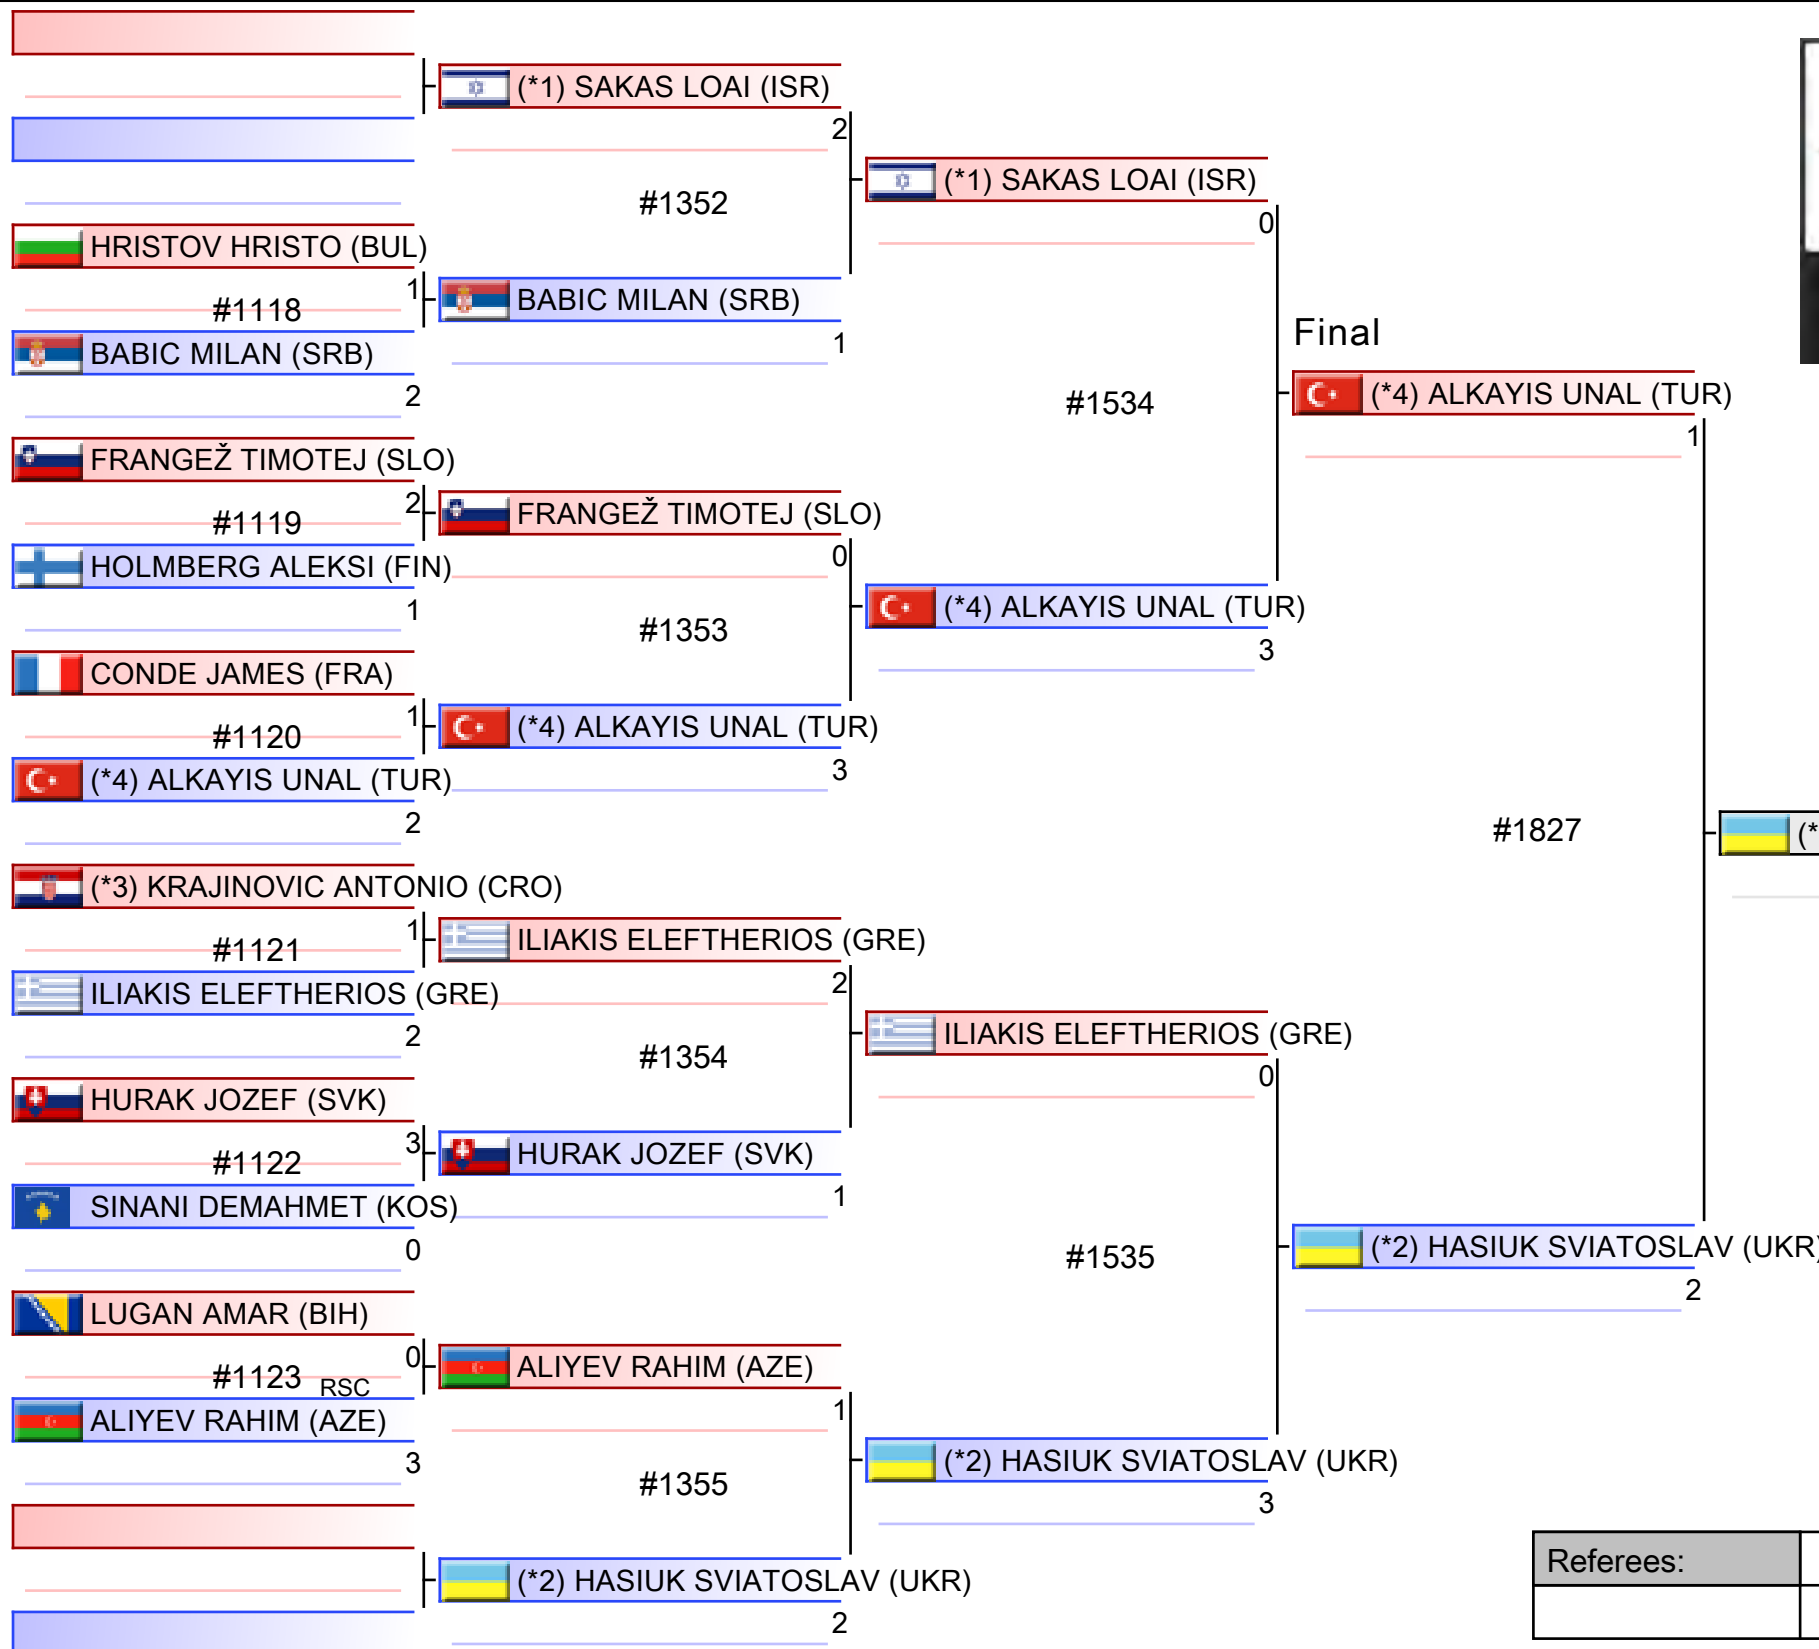 (*1) SAKAS LOAI (ISR)
2
#1352
(*1) SAKAS LOAI (ISR)
0
HRISTOV HRISTO (BUL)
1
#1118
BABIC MILAN (SRB)
1
BABIC MILAN (SRB)
2
Final
#1534
(*4) ALKAYIS UNAL (TUR)
1
FRANGEŽ TIMOTEJ (SLO)
2
#1119
FRANGEŽ TIMOTEJ (SLO)
0
HOLMBERG ALEKSI (FIN)
1
#1353
(*4) ALKAYIS UNAL (TUR)
3
CONDE JAMES (FRA)
1
#1120
(*4) ALKAYIS UNAL (TUR)
3
(*4) ALKAYIS UNAL (TUR)
2
#1827
(*
(*3) KRAJINOVIC ANTONIO (CRO)
1
#1121
ILIAKIS ELEFTHERIOS (GRE)
2
ILIAKIS ELEFTHERIOS (GRE)
2
#1354
ILIAKIS ELEFTHERIOS (GRE)
0
HURAK JOZEF (SVK)
3
#1122
HURAK JOZEF (SVK)
1
SINANI DEMAHMET (KOS)
0
#1535
(*2) HASIUK SVIATOSLAV (UKR)
2
LUGAN AMAR (BIH)
0
#1123 RSC
ALIYEV RAHIM (AZE)
1
ALIYEV RAHIM (AZE)
3
#1355
(*2) HASIUK SVIATOSLAV (UKR)
3
(*2) HASIUK SVIATOSLAV (UKR)
2
Referees: